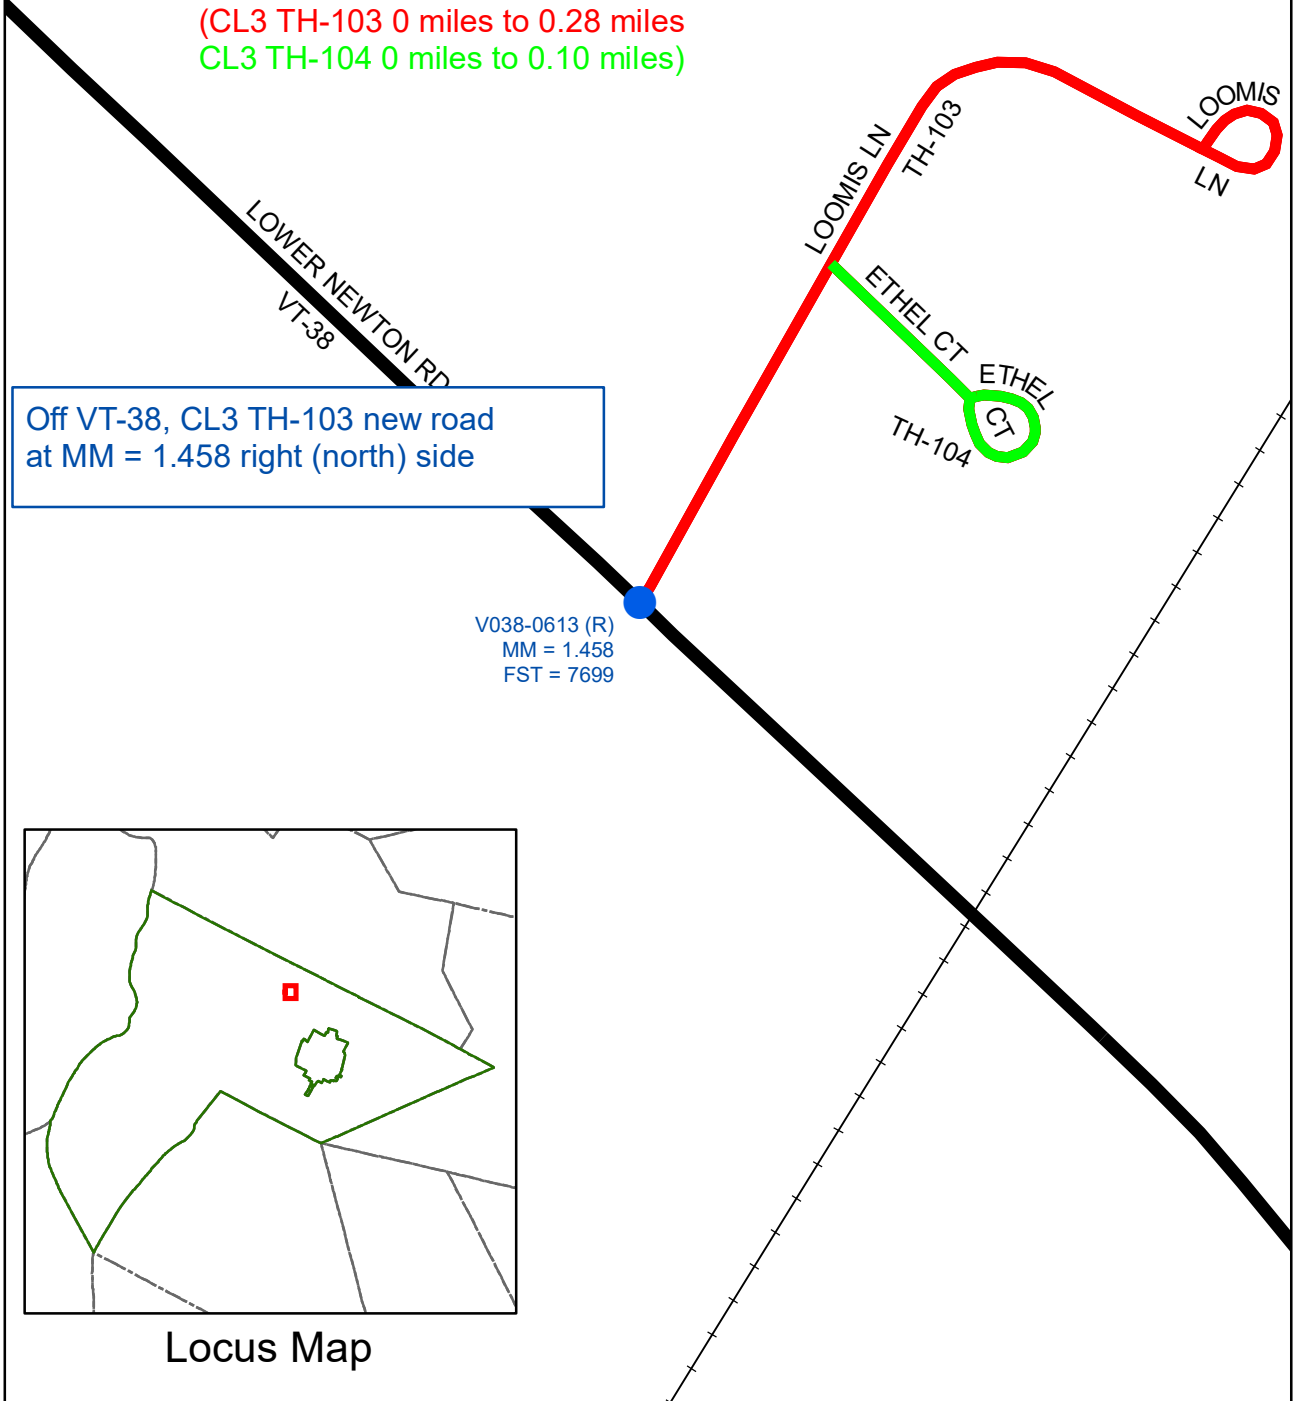 (CL3 TH-103 0 miles to 0.28 miles
CL3 TH-104 0 miles to 0.10 miles)
LOOMIS
LN
LOOMIS LN
TH-103
LOWER NEWTON RD
VT-38
ETHEL CT
ETHEL
CT
TH-104
Off VT-38, CL3 TH-103 new road
at MM = 1.458 right (north) side
V038-0613 (R)
MM = 1.458
FST = 7699
Locus Map